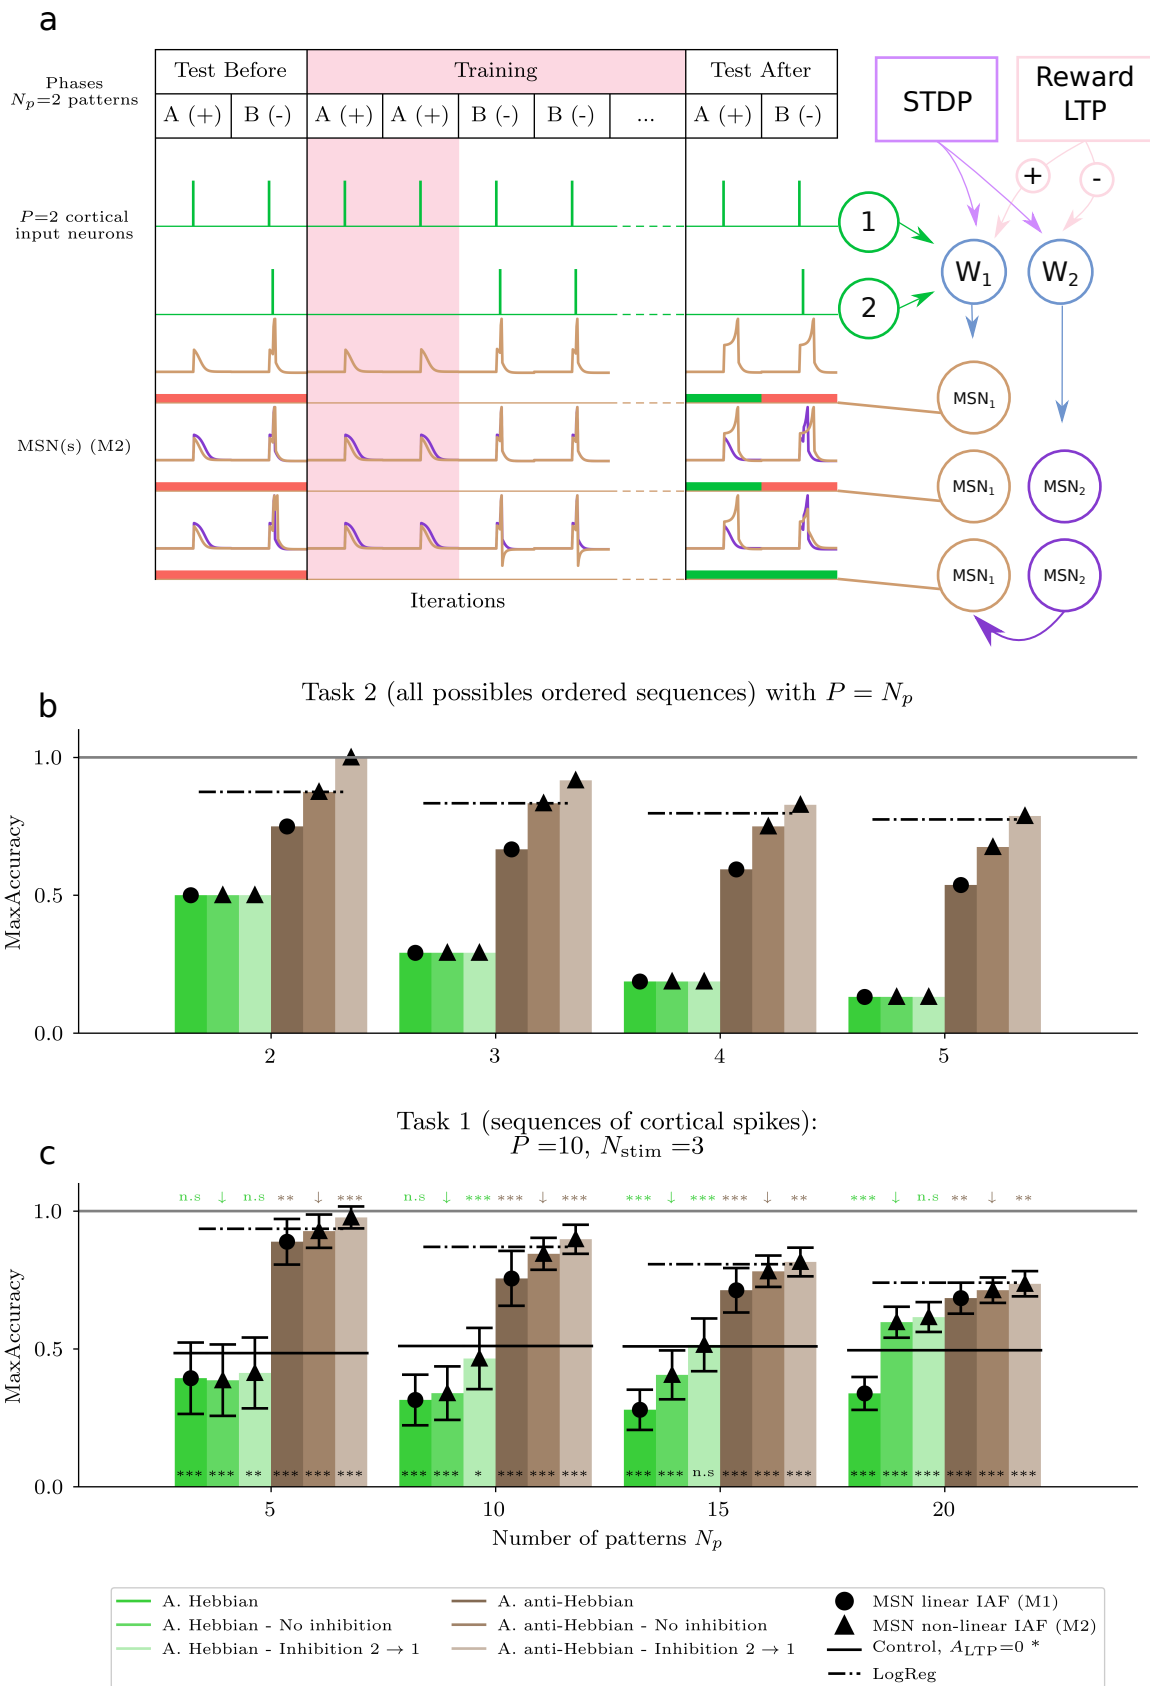 a
Phases
N_p=2 patterns
Test Before
Training
Test After
A (+)
B (-)
A (+)
A (+)
B (-)
B (-)
...
A (+)
B (-)
STDP
Reward
LTP
+
-
P=2 cortical
input neurons
1
2
W1
W2
MSN(s) (M2)
MSN1
MSN1
MSN2
MSN1
MSN2
Iterations
b
Task 2 (all possibles ordered sequences) with P = N_p
MaxAccuracy
1.0
0.5
0.0
2
3
4
5
c
Task 1 (sequences of cortical spikes):
P =10, N_stim =3
n.s ↓ n.s ** ↓ ***
n.s ↓ *** *** ↓ ***
*** ↓ *** *** ↓ **
*** ↓ n.s ** ↓ **
MaxAccuracy
1.0
0.5
0.0
*** *** ** *** *** ***
*** *** * *** *** ***
*** *** n.s *** *** ***
*** *** *** *** *** ***
5
10
15
20
Number of patterns N_p
A. Hebbian
A. Hebbian - No inhibition
A. Hebbian - Inhibition 2 → 1
A. anti-Hebbian
A. anti-Hebbian - No inhibition
A. anti-Hebbian - Inhibition 2 → 1
MSN linear IAF (M1)
MSN non-linear IAF (M2)
Control, A_LTP=0 *
LogReg